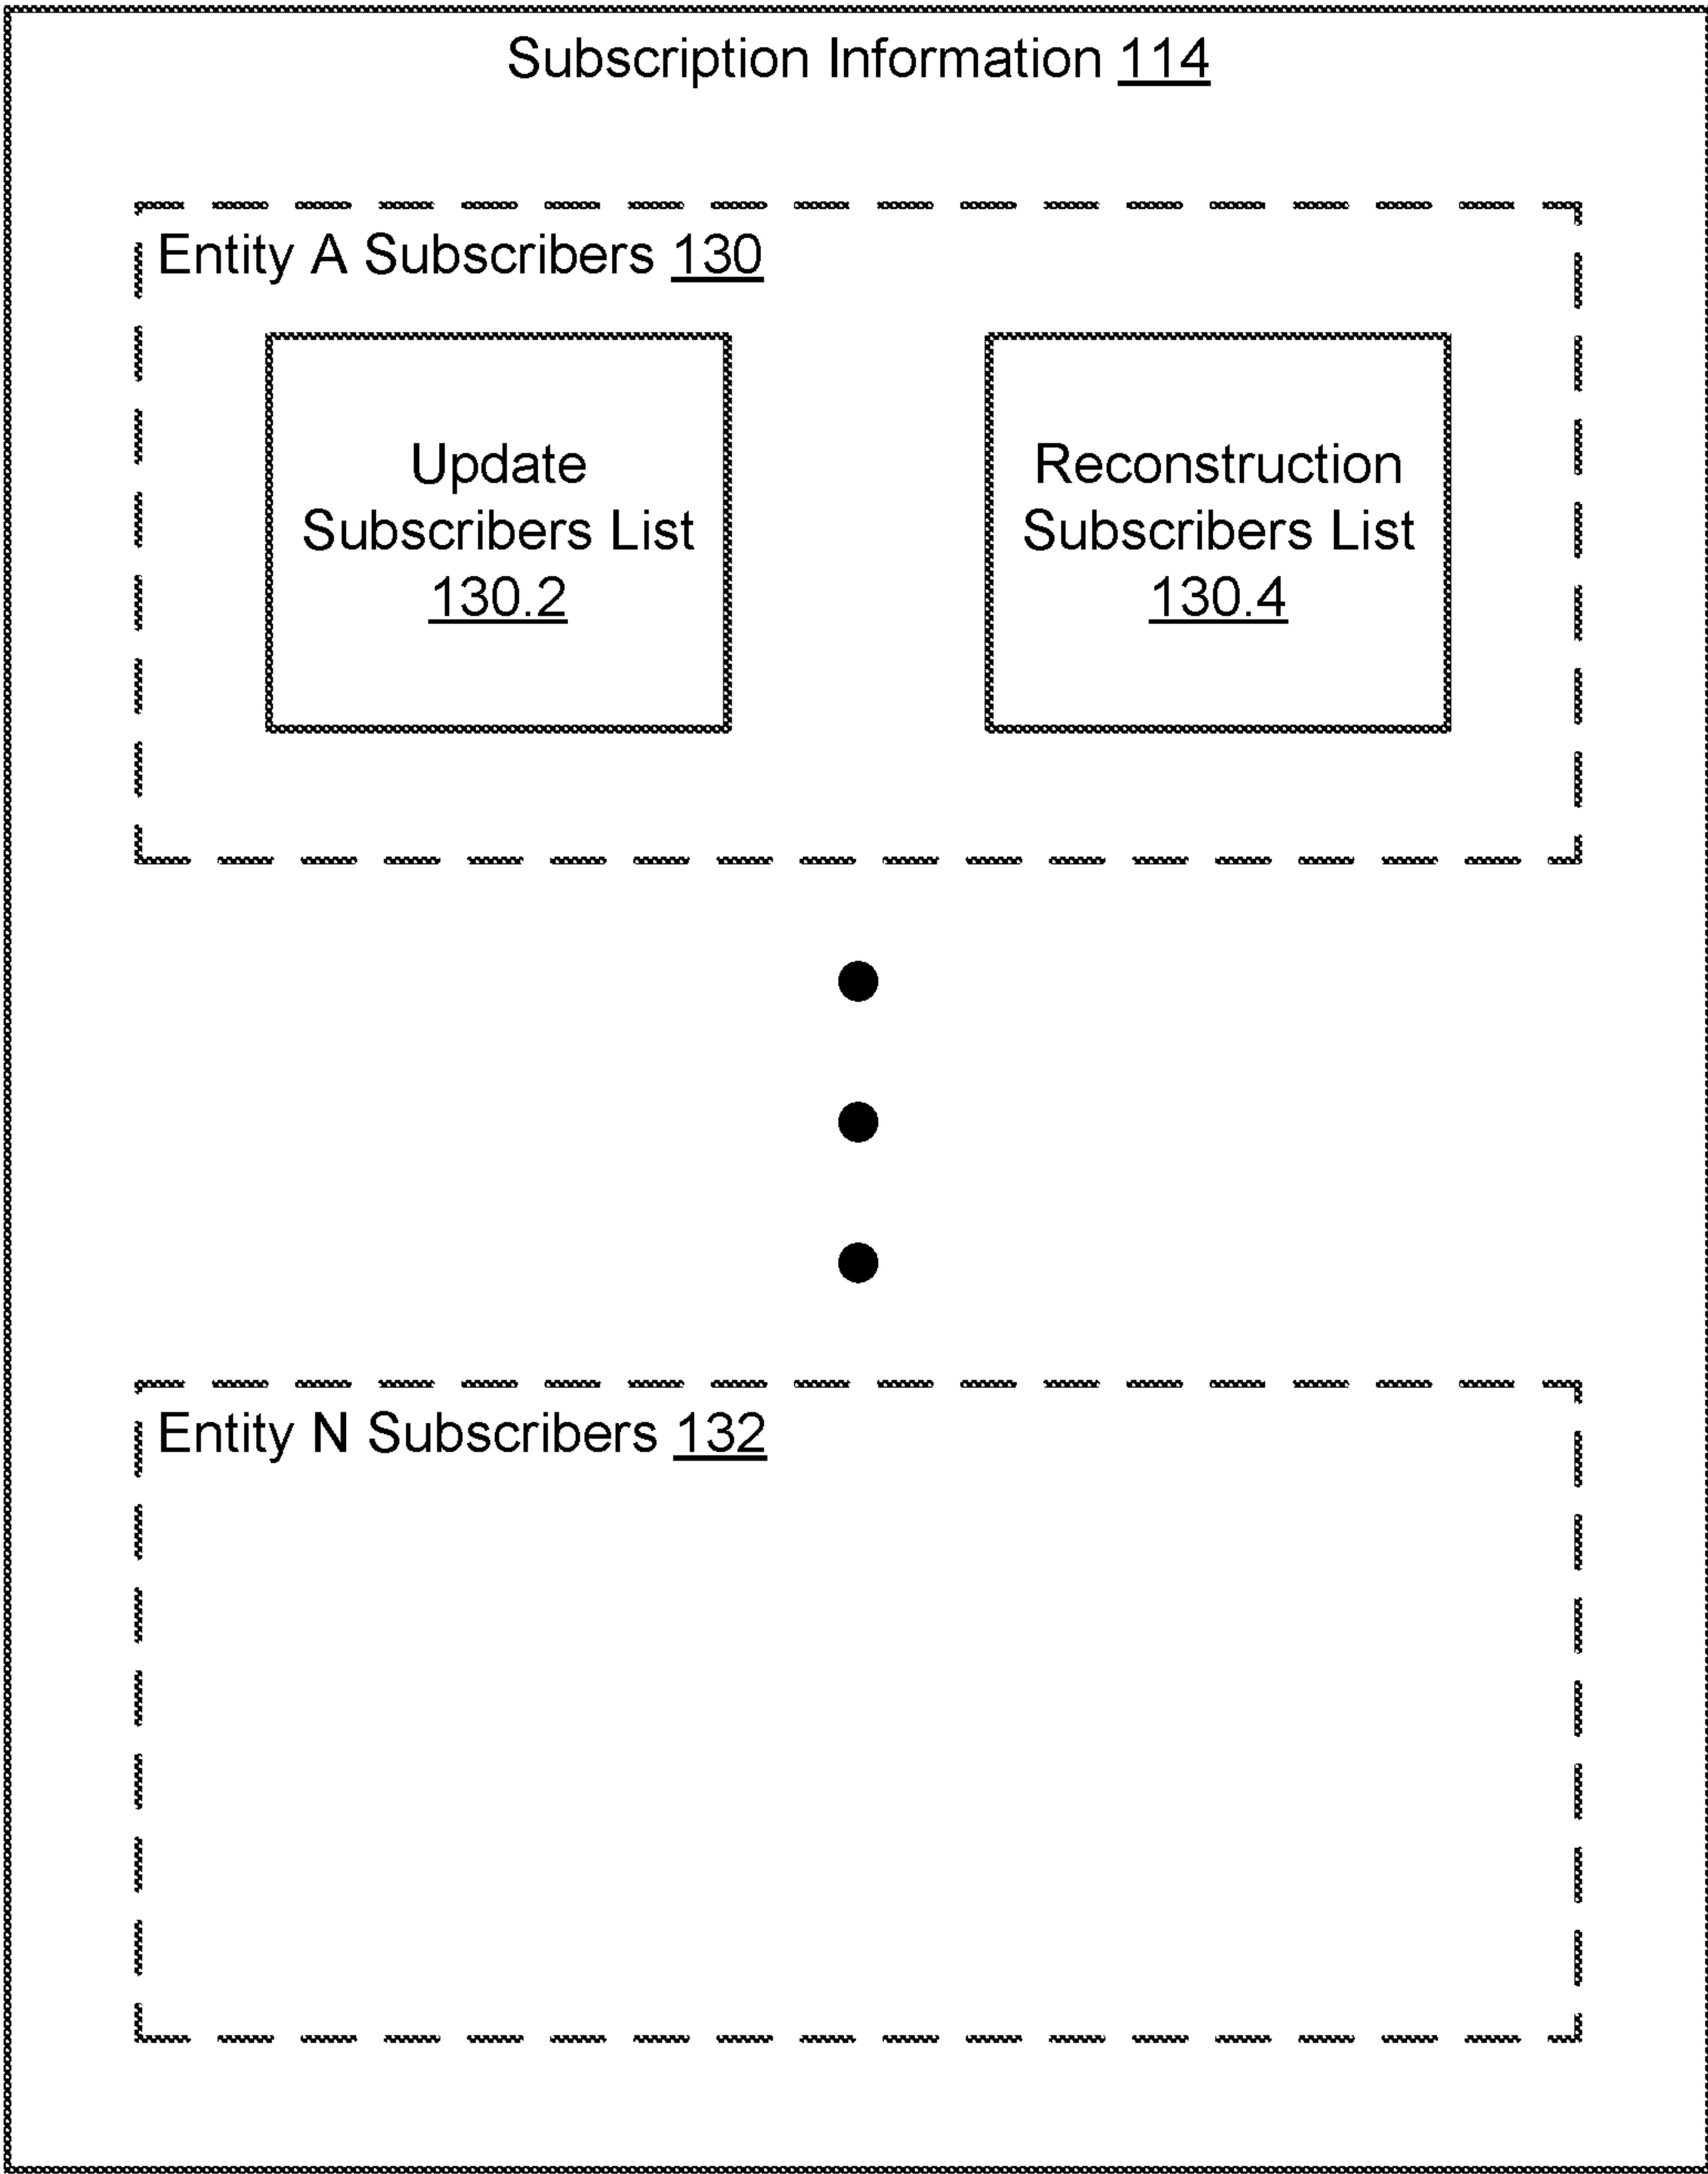 Subscription Information 114
Entity A Subscribers 130
Update
Subscribers List
130.2
Reconstruction
Subscribers List
130.4
Entity N Subscribers 132